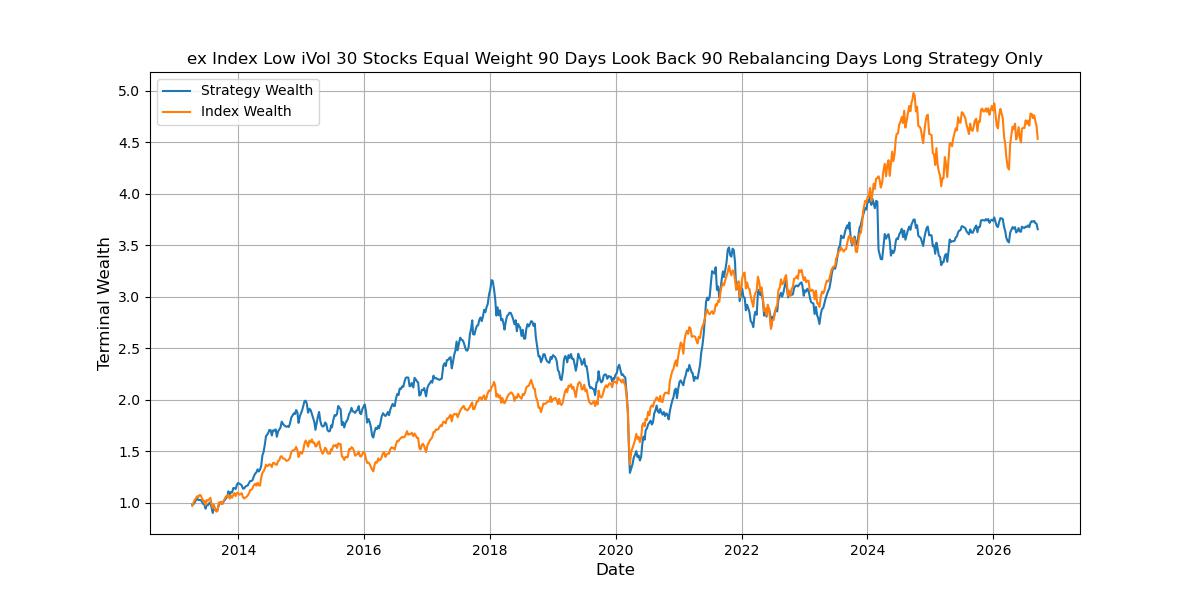 ex Index Low iVol 30 Stocks Equal Weight 90 Days Look Back 90 Rebalancing Days Long Strategy Only
Strategy Wealth
Index Wealth
Terminal Wealth
5.0
4.5
4.0
3.5
3.0
2.5
2.0
1.5
1.0
2014 2016 2018 2020 2022 2024 2026
Date